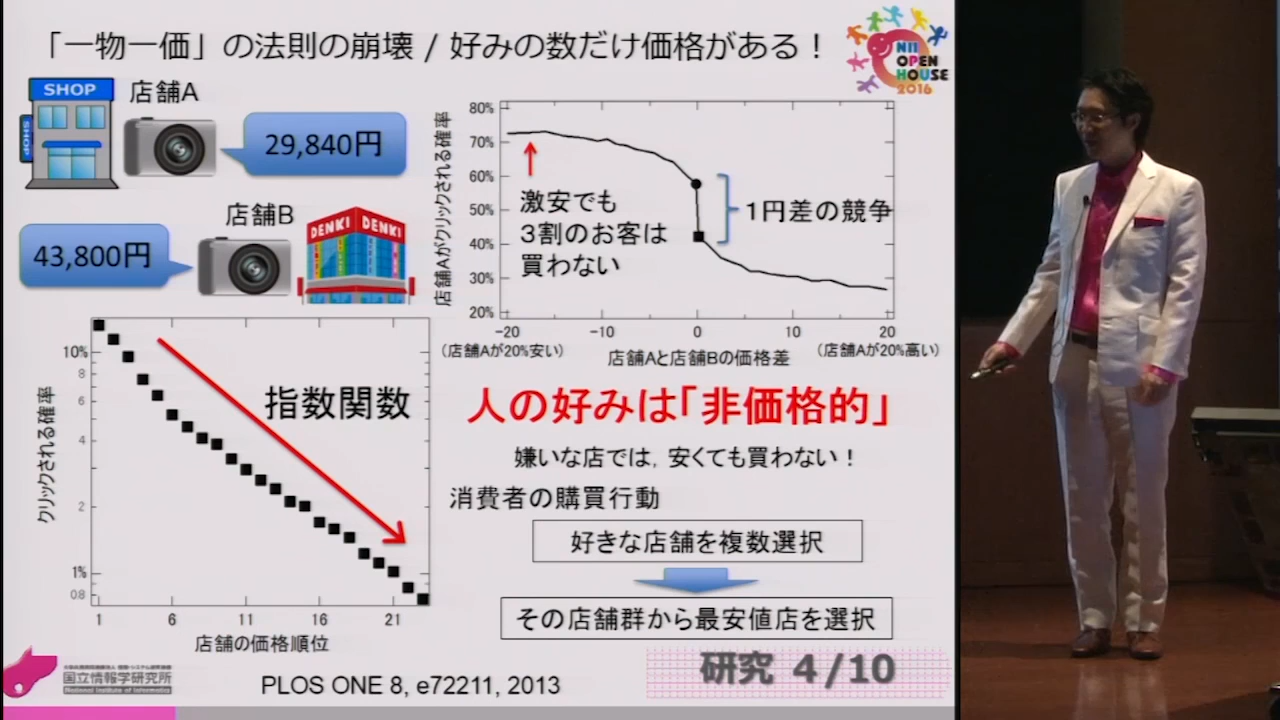 「一物一価」の法則の崩壊 / 好みの数だけ価格がある！
NII
OPEN
HOUSE
2016
SHOP
SHOP
店舗A
29,840円
店舗B
DENKI DENKI
43,800円
店舗Aがクリックされる確率
80%
70%
60%
50%
40%
30%
20%
激安でも
3割のお客は
買わない
1円差の競争
-20 -10 0 10 20
(店舗Aが20%安い) 店舗Aと店舗Bの価格差 (店舗Aが20%高い)
クリックされる確率
10%
8
6
4
2
1%
0.8
指数関数
1 6 11 16 21
店舗の価格順位
人の好みは「非価格的」
嫌いな店では，安くても買わない！
消費者の購買行動
好きな店舗を複数選択
その店舗群から最安値店を選択
国立情報学研究所
National Institute of Informatics
PLOS ONE 8, e72211, 2013
研究 4/10